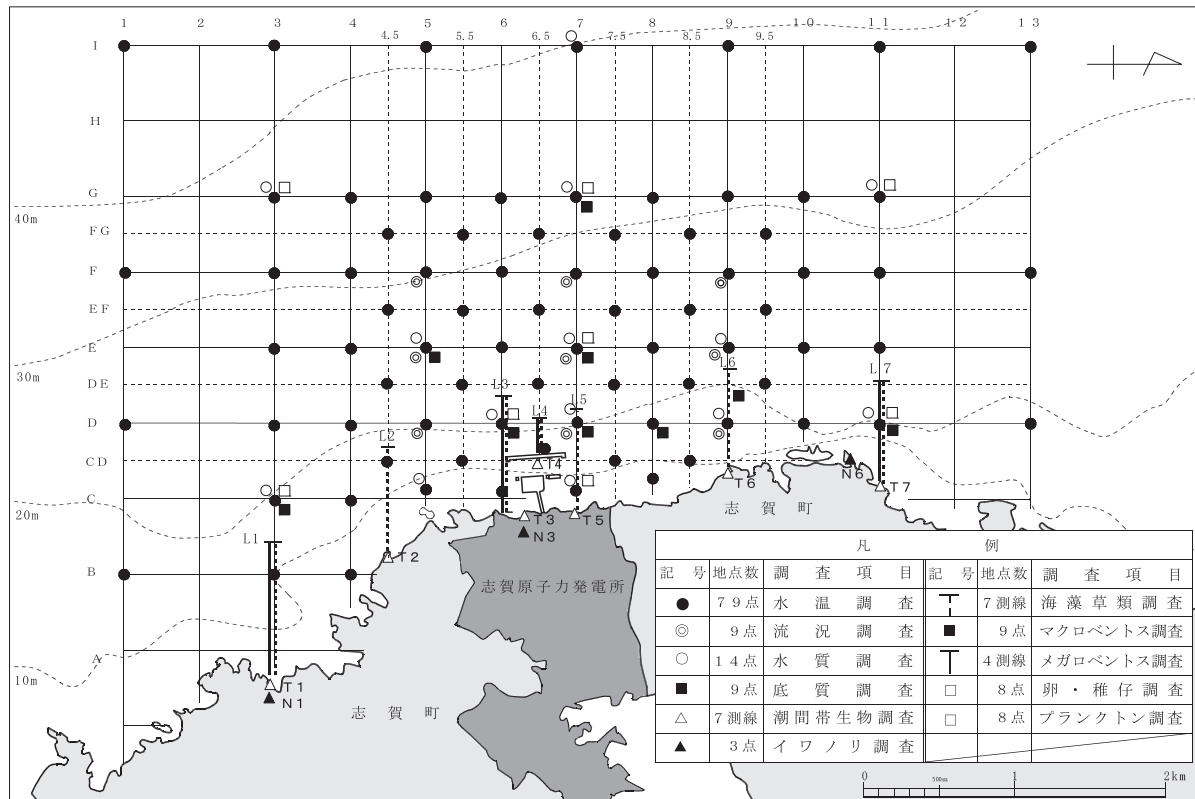 1 2 3 4 5 6 7 8 9 10 11 12 13
4.5 5.5 6.5 7.5 8.5 9.5
I
H
G
40m
FG
F
EF
E
30m
L6
DE
L7
L3
L5
L4
D
L2
CD
T4
N6
T6
T7
C
志賀町
20m
T3
T5
N3
L1
T2
B
志賀原子力発電所
A
10m
T1
N1
志賀町
凡例
記号 地点数 調査項目 記号 地点数 調査項目
● 79点 水温調査 7測線 海藻草類調査
◎ 9点 流況調査 ■ 9点 マクロベントス調査
○ 14点 水質調査 4測線 メガロベントス調査
■ 9点 底質調査 □ 8点 卵・稚仔調査
△ 7測線 潮間帯生物調査 □ 8点 プランクトン調査
▲ 3点 イワノリ調査
0 500m 1 2km